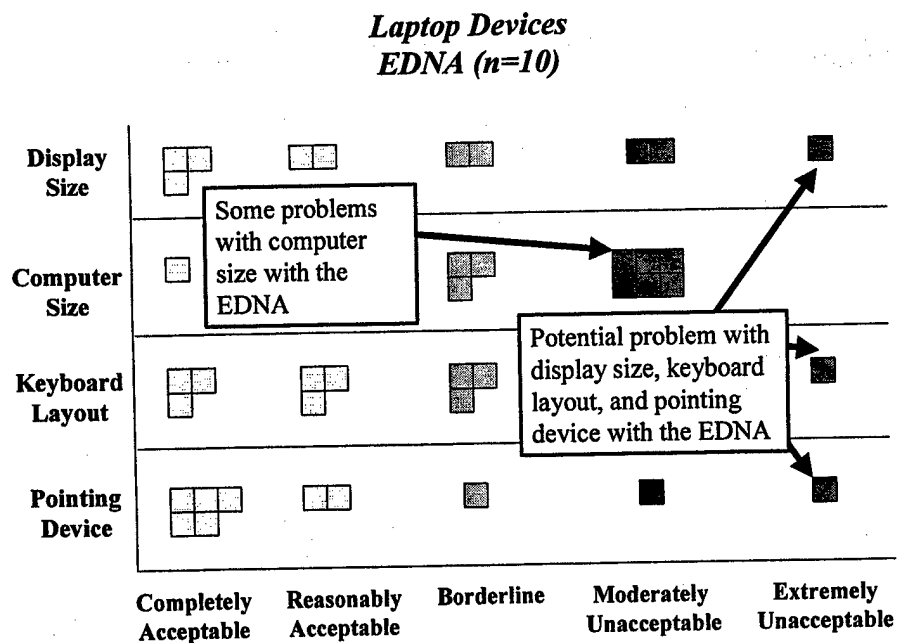 Laptop Devices
EDNA (n=10)
Display
Size
Some problems
with computer
size with the
EDNA
Computer
Size
Potential problem with
display size, keyboard
layout, and pointing
device with the EDNA
Keyboard
Layout
Pointing
Device
Completely
Acceptable
Reasonably
Acceptable
Borderline
Moderately
Unacceptable
Extremely
Unacceptable